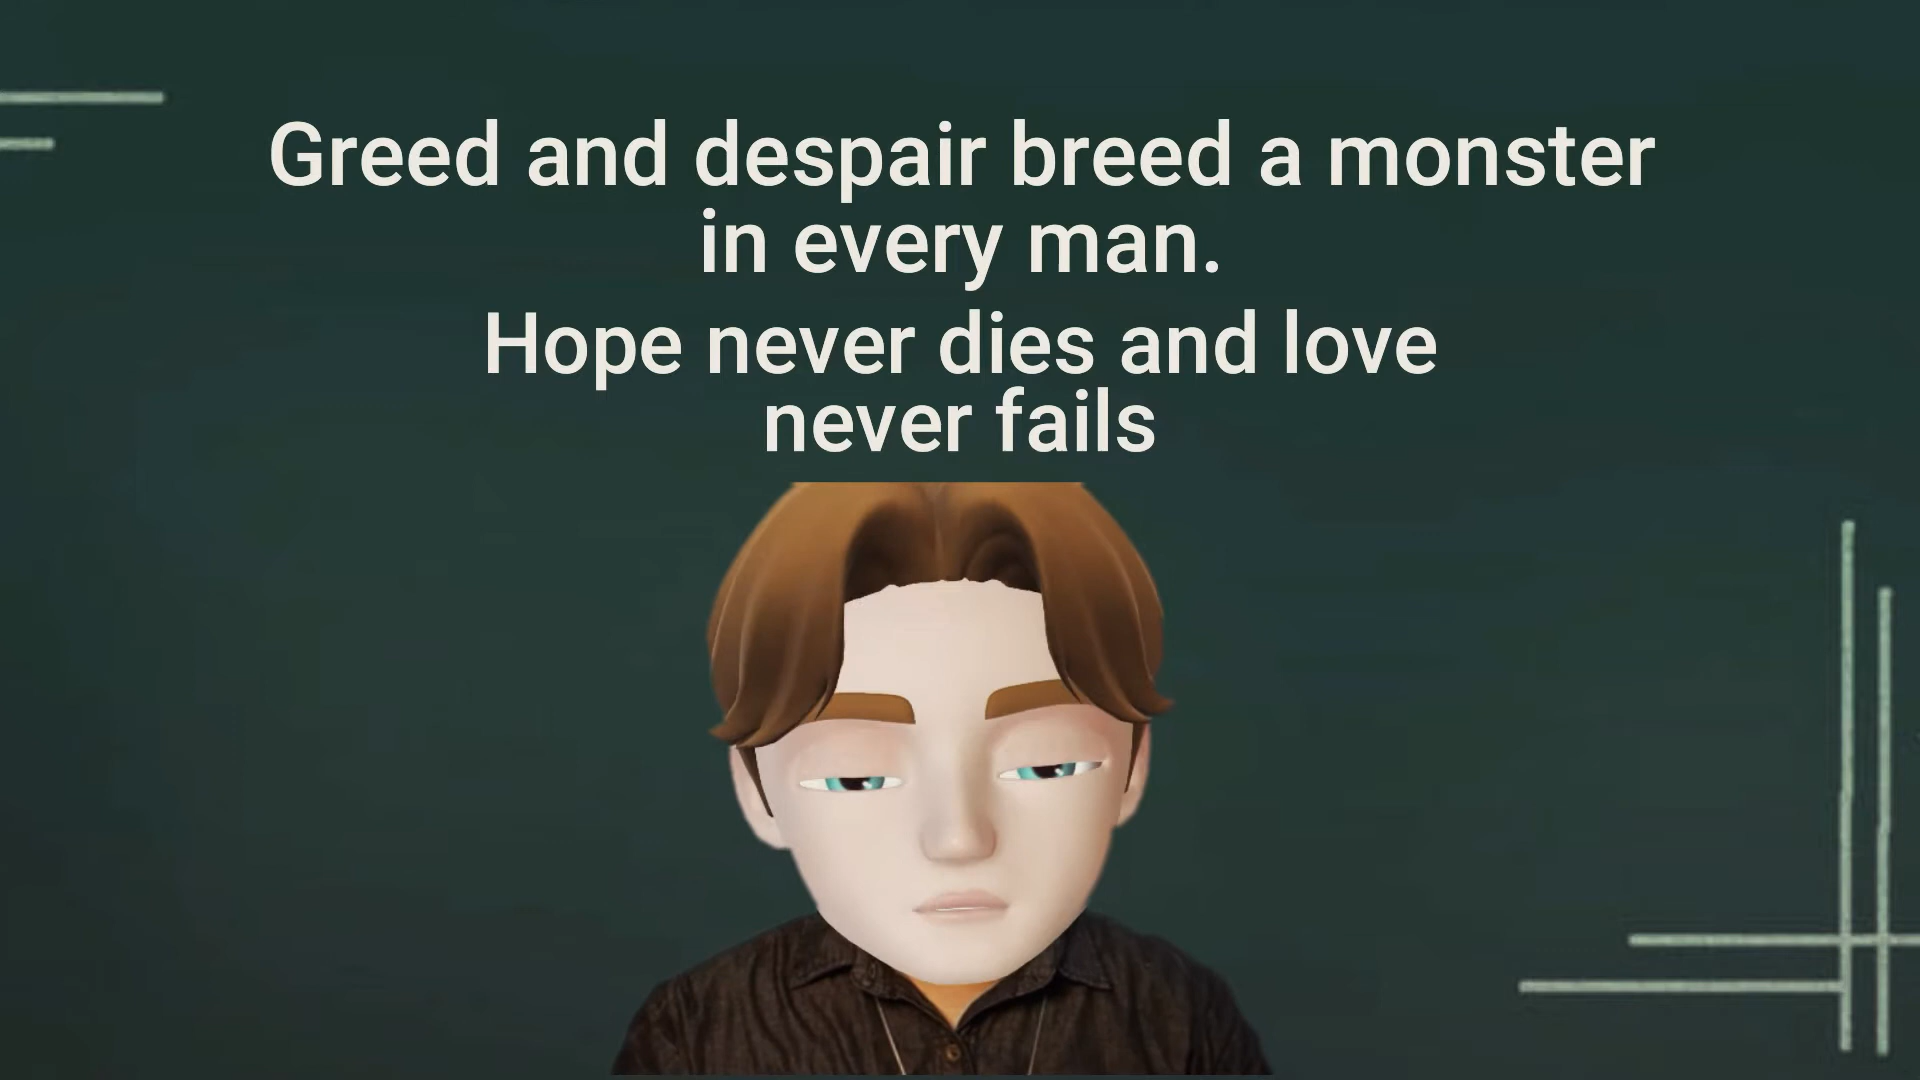 Greed and despair breed a monster
in every man.
Hope never dies and love
never fails